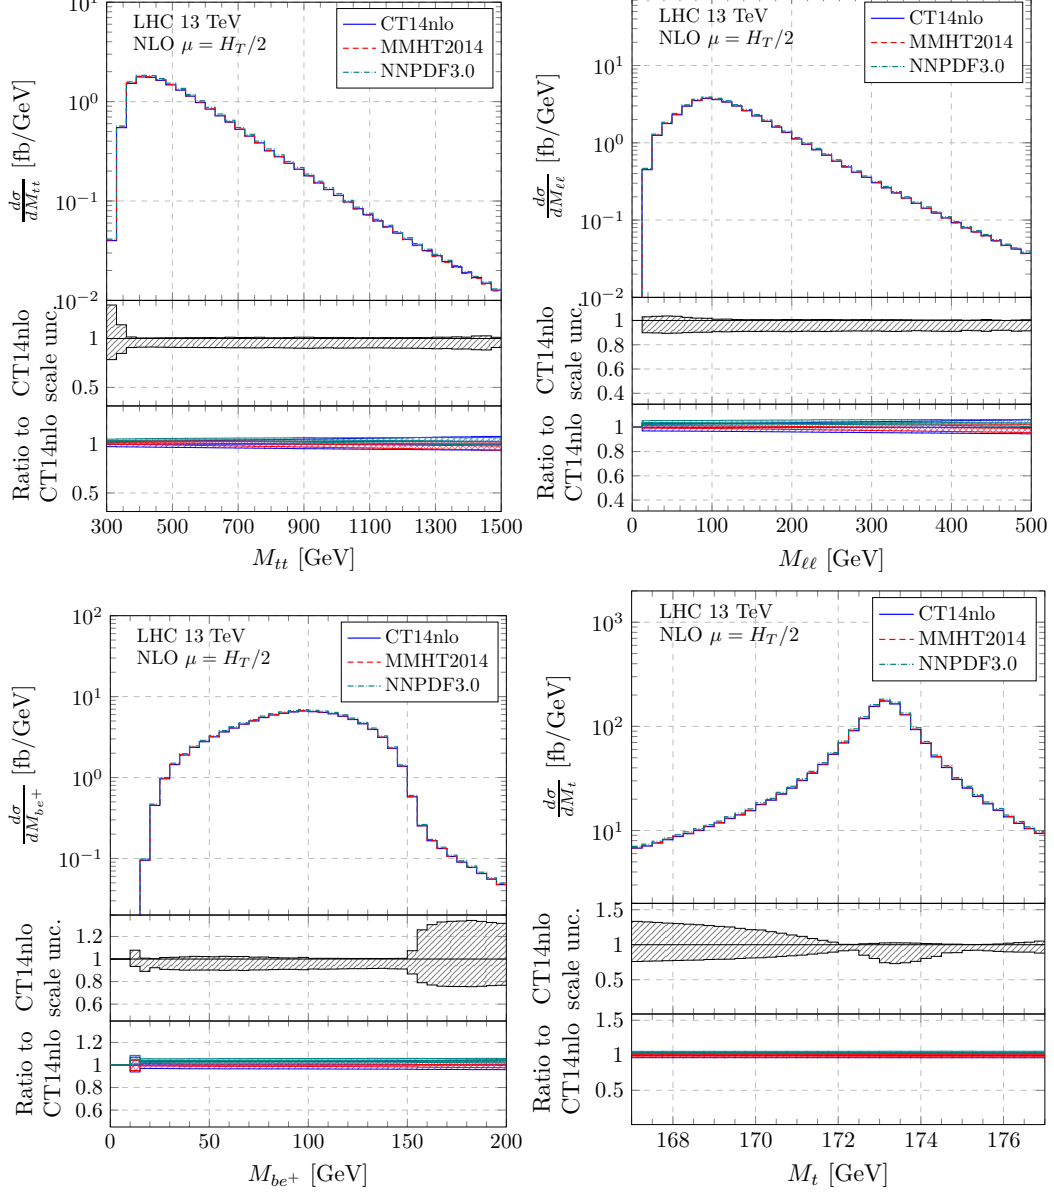 LHC 13 TeV
NLO μ = H_T/2
CT14nlo
MMHT2014
NNPDF3.0
dσ/dM_tt [fb/GeV]
10^0
10^−1
10^−2
CT14nlo
scale unc.
1
0.5
Ratio to
CT14nlo
1
0.5
300 500 700 900 1100 1300 1500
M_tt [GeV]
LHC 13 TeV
NLO μ = H_T/2
CT14nlo
MMHT2014
NNPDF3.0
dσ/dM_ℓℓ [fb/GeV]
10^1
10^0
10^−1
10^−2
CT14nlo
scale unc.
1
0.8
0.6
0.4
Ratio to
CT14nlo
1
0.8
0.6
0.4
0 100 200 300 400 500
M_ℓℓ [GeV]
LHC 13 TeV
NLO μ = H_T/2
CT14nlo
MMHT2014
NNPDF3.0
dσ/dM_be+ [fb/GeV]
10^2
10^1
10^0
10^−1
CT14nlo
scale unc.
1.2
1
0.8
0.6
Ratio to
CT14nlo
1.2
1
0.8
0.6
0 50 100 150 200
M_be+ [GeV]
LHC 13 TeV
NLO μ = H_T/2
CT14nlo
MMHT2014
NNPDF3.0
dσ/dM_t [fb/GeV]
10^3
10^2
10^1
CT14nlo
scale unc.
1.5
1
0.5
Ratio to
CT14nlo
1.5
1
0.5
168 170 172 174 176
M_t [GeV]